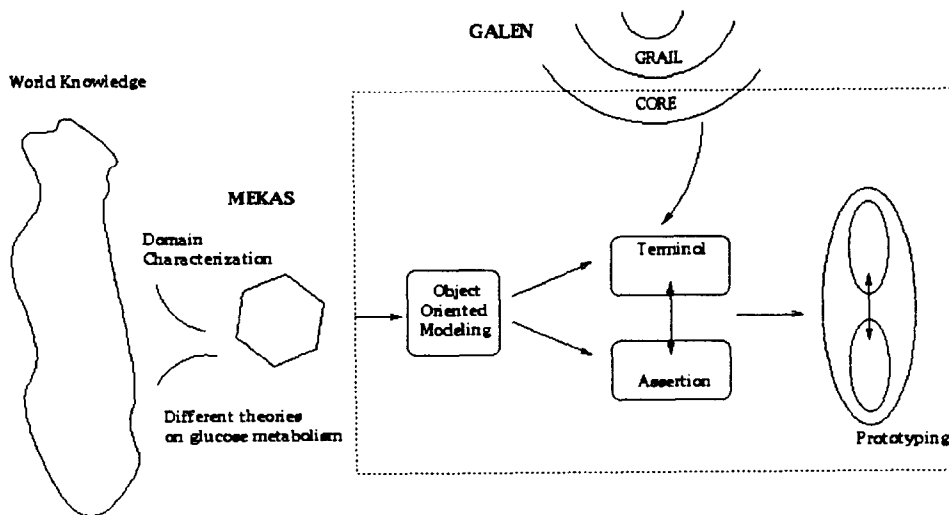 GALEN
GRAIL
CORE
World Knowledge
MEKAS
Domain
Characterization
Different theories
on glucose metabolism
Object
Oriented
Modeling
Terminol
Assertion
Prototyping